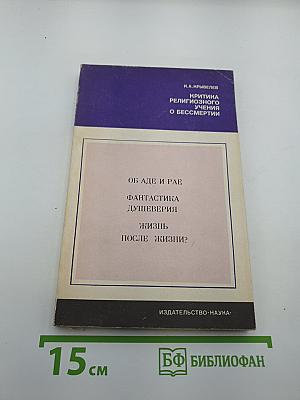 И.А.КРЫВЕЛЕВ
КРИТИКА
РЕЛИГИОЗНОГО
УЧЕНИЯ
О БЕССМЕРТИИ
ОБ АДЕ И РАЕ
ФАНТАСТИКА
ДУШЕВЕРИЯ
ЖИЗНЬ
ПОСЛЕ ЖИЗНИ?
ИЗДАТЕЛЬСТВО·НАУКА·
15 см
БФ БИБЛИОФАН